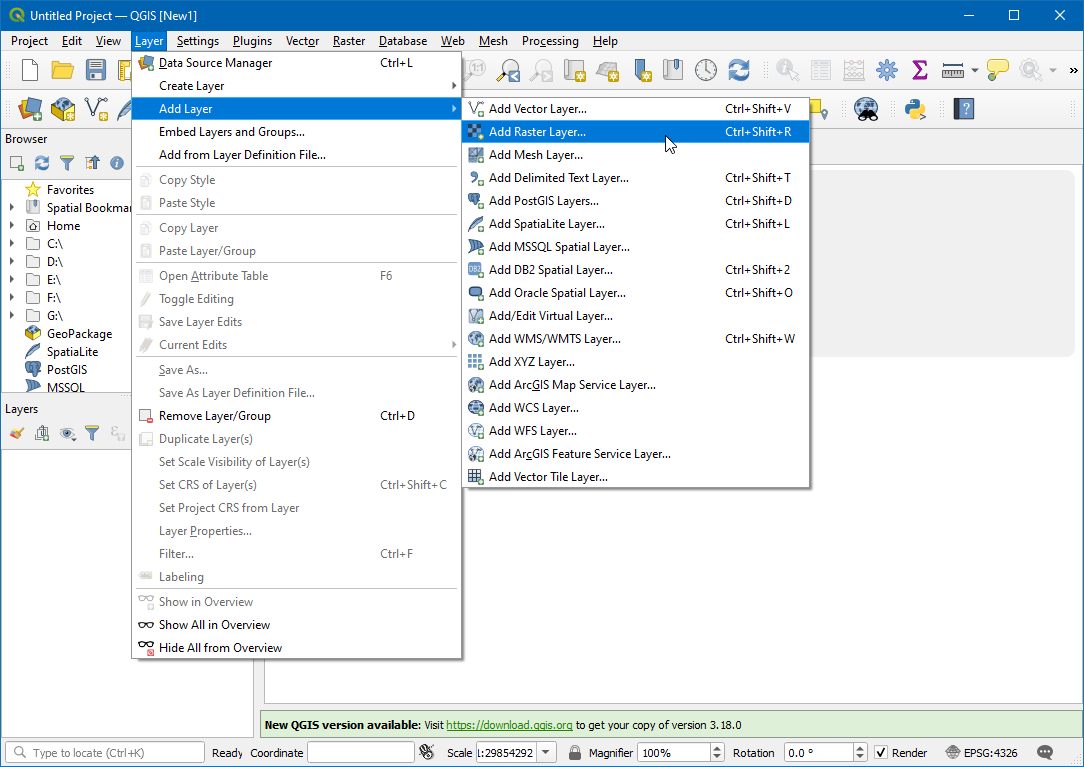 Untitled Project — QGIS [New1]
Project Edit View Layer Settings Plugins Vector Raster Database Web Mesh Processing Help
Data Source Manager Ctrl+L
Create Layer
Add Layer
Embed Layers and Groups...
Add from Layer Definition File...
Copy Style
Paste Style
Copy Layer
Paste Layer/Group
Open Attribute Table F6
Toggle Editing
Save Layer Edits
Current Edits
Save As...
Save As Layer Definition File...
Remove Layer/Group Ctrl+D
Duplicate Layer(s)
Set Scale Visibility of Layer(s)
Set CRS of Layer(s) Ctrl+Shift+C
Set Project CRS from Layer
Layer Properties...
Filter... Ctrl+F
Labeling
Show in Overview
Show All in Overview
Hide All from Overview
Add Vector Layer... Ctrl+Shift+V
Add Raster Layer... Ctrl+Shift+R
Add Mesh Layer...
Add Delimited Text Layer... Ctrl+Shift+T
Add PostGIS Layers... Ctrl+Shift+D
Add SpatiaLite Layer... Ctrl+Shift+L
Add MSSQL Spatial Layer...
DB2 Add DB2 Spatial Layer... Ctrl+Shift+2
Add Oracle Spatial Layer... Ctrl+Shift+O
Add/Edit Virtual Layer...
Add WMS/WMTS Layer... Ctrl+Shift+W
Add XYZ Layer...
Add ArcGIS Map Service Layer...
Add WCS Layer...
Add WFS Layer...
Add ArcGIS Feature Service Layer...
Add Vector Tile Layer...
Browser
Favorites
Spatial Bookmar
Home
C:\
D:\
E:\
F:\
G:\
GeoPackage
SpatiaLite
PostGIS
MSSQL
Layers
New QGIS version available: Visit https://download.qgis.org to get your copy of version 3.18.0
Type to locate (Ctrl+K) Ready Coordinate Scale 1:29854292 Magnifier 100% Rotation 0.0 ° Render EPSG:4326